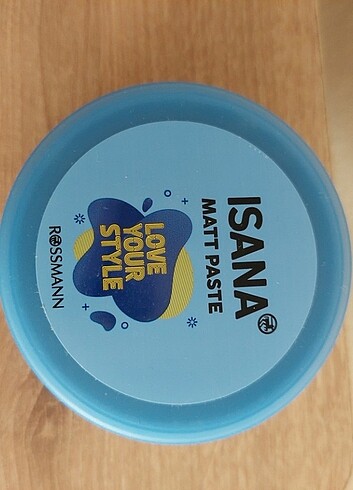 ISANA®
MATT PASTE
LOVE
YOUR
STYLE
ROSSMANN